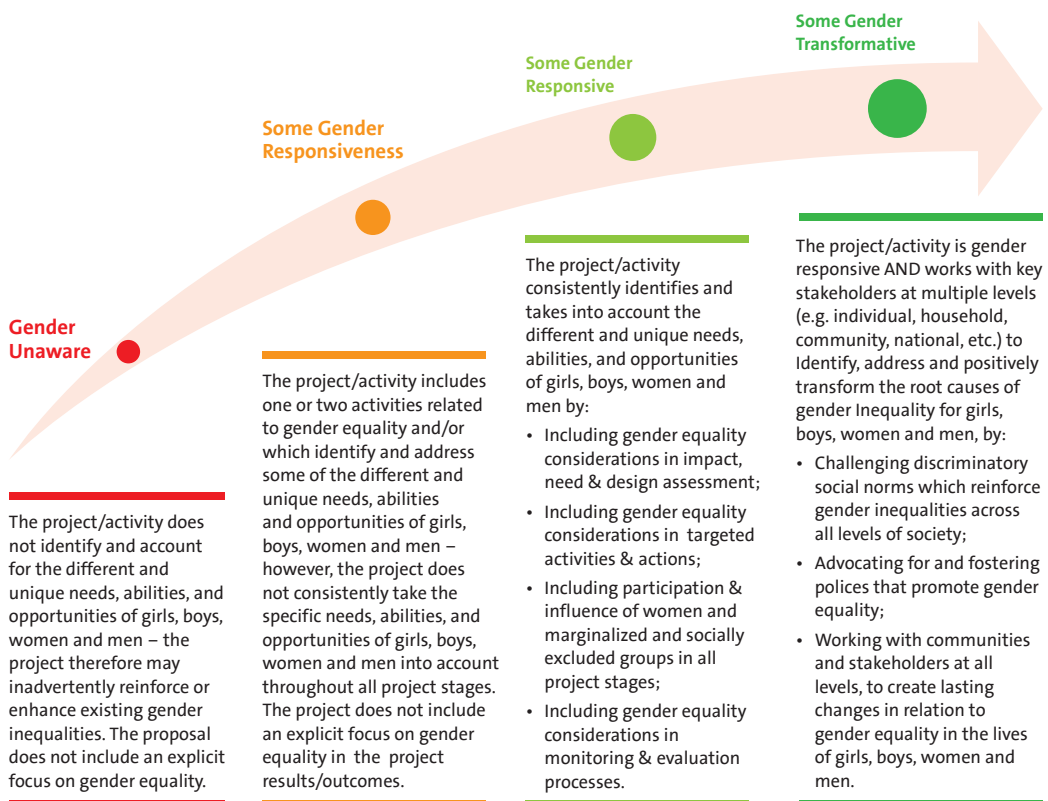 Gender
Unaware
The project/activity does
not identify and account
for the different and
unique needs, abilities, and
opportunities of girls, boys,
women and men – the
project therefore may
inadvertently reinforce or
enhance existing gender
inequalities. The proposal
does not include an explicit
focus on gender equality.
Some Gender
Responsiveness
The project/activity includes
one or two activities related
to gender equality and/or
which identify and address
some of the different and
unique needs, abilities
and opportunities of girls,
boys, women and men –
however, the project does
not consistently take the
specific needs, abilities, and
opportunities of girls, boys,
women and men into account
throughout all project stages.
The project does not include
an explicit focus on gender
equality in the project
results/outcomes.
Some Gender
Responsive
The project/activity
consistently identifies and
takes into account the
different and unique needs,
abilities, and opportunities
of girls, boys, women and
men by:
• Including gender equality
considerations in impact,
need & design assessment;
• Including gender equality
considerations in targeted
activities & actions;
• Including participation &
influence of women and
marginalized and socially
excluded groups in all
project stages;
• Including gender equality
considerations in
monitoring & evaluation
processes.
Some Gender
Transformative
The project/activity is gender
responsive AND works with key
stakeholders at multiple levels
(e.g. individual, household,
community, national, etc.) to
Identify, address and positively
transform the root causes of
gender Inequality for girls,
boys, women and men, by:
• Challenging discriminatory
social norms which reinforce
gender inequalities across
all levels of society;
• Advocating for and fostering
polices that promote gender
equality;
• Working with communities
and stakeholders at all
levels, to create lasting
changes in relation to
gender equality in the lives
of girls, boys, women and
men.